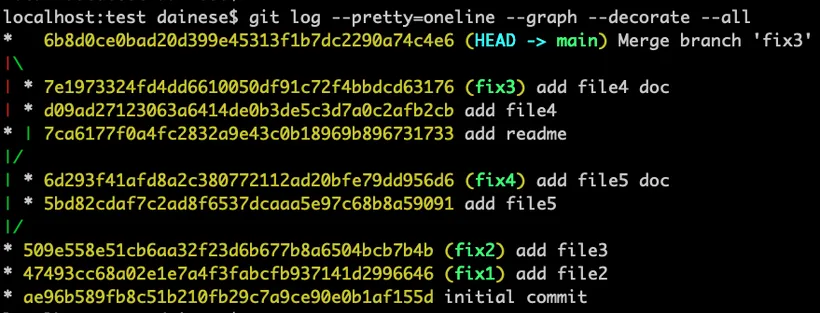 localhost:test dainese$ git log --pretty=oneline --graph --decorate --all
*   6b8d0ce0bad20d399e45313f1b7dc2290a74c4e6 (HEAD -> main) Merge branch 'fix3'
|\
| * 7e1973324fd4dd6610050df91c72f4bbdcd63176 (fix3) add file4 doc
| * d09ad27123063a6414de0b3de5c3d7a0c2afb2cb add file4
* | 7ca6177f0a4fc2832a9e43c0b18969b896731733 add readme
|/
| * 6d293f41afd8a2c380772112ad20bfe79dd956d6 (fix4) add file5 doc
| * 5bd82cdaf7c2ad8f6537dcaaa5e97c68b8a59091 add file5
|/
* 509e558e51cb6aa32f23d6b677b8a6504bcb7b4b (fix2) add file3
* 47493cc68a02e1e7a4f3fabcfb937141d2996646 (fix1) add file2
* ae96b589fb8c51b210fb29c7a9ce90e0b1af155d initial commit